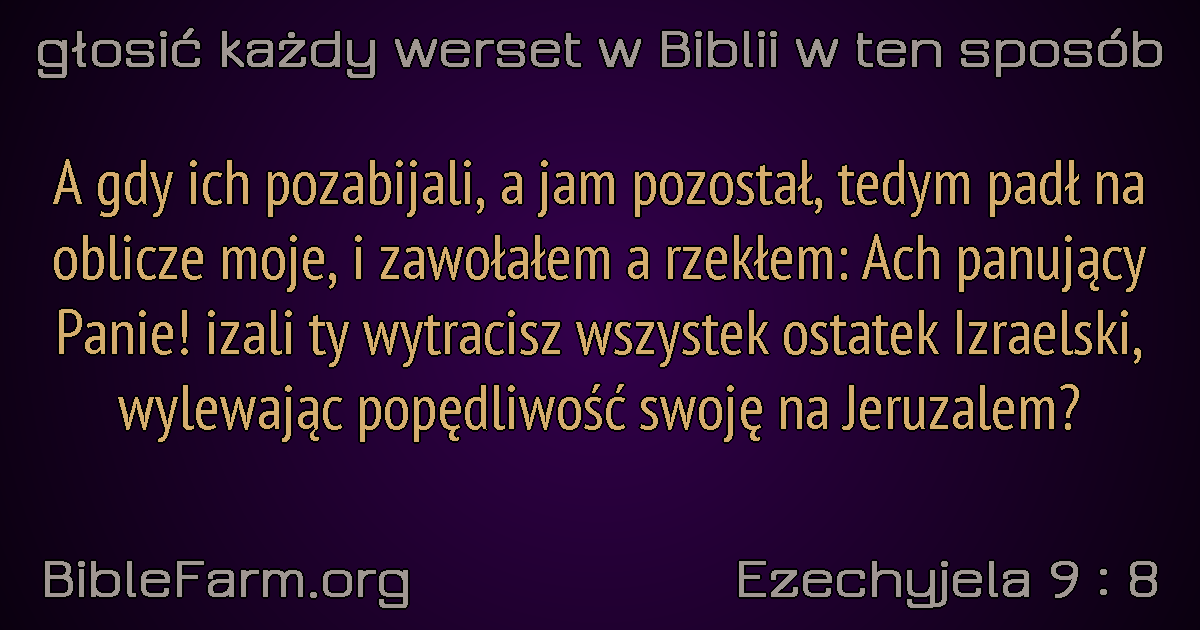 głosić każdy werset w Biblii w ten sposób
A gdy ich pozabijali, a jam pozostał, tedym padł na
oblicze moje, i zawołałem a rzekłem: Ach panujący
Panie! izali ty wytracisz wszystek ostatek Izraelski,
wylewając popędliwość swoję na Jeruzalem?
BibleFarm.org
Ezechyjela 9 : 8